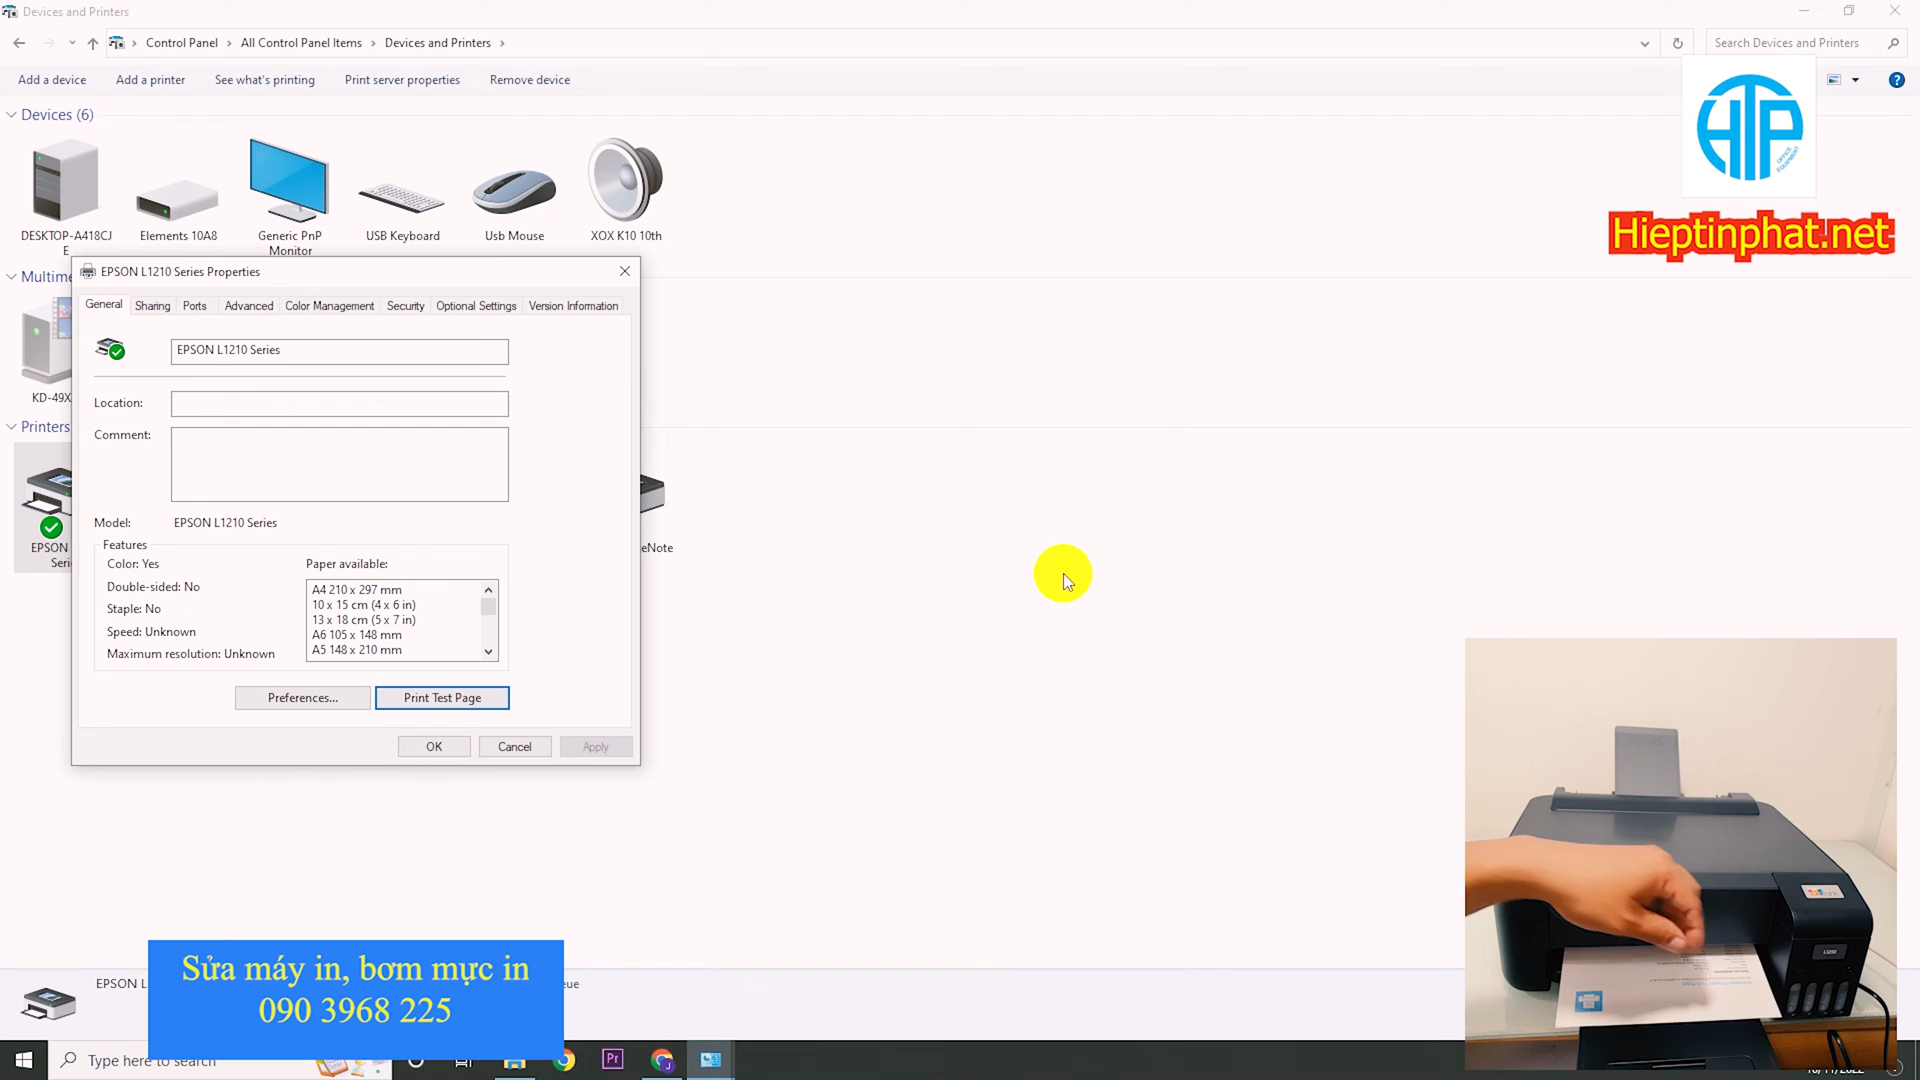 Devices and Printers
Control Panel
All Control Panel Items
Devices and Printers
Search Devices and Printers
Add a device
Add a printer
See what's printing
Print server properties
Remove device
HTP
OFFICE EQUIPMENT
Hieptinphat.net
Devices (6)
DESKTOP-A418CJ
E
Elements 10A8
Generic PnP
Monitor
USB Keyboard
Usb Mouse
XOX K10 10th
Multime
KD-49X
Printers
EPSON
Serie
eNote
EPSON L1210 Series Properties
General
Sharing
Ports
Advanced
Color Management
Security
Optional Settings
Version Information
EPSON L1210 Series
Location:
Comment:
Model:
EPSON L1210 Series
Features
Color: Yes
Double-sided: No
Staple: No
Speed: Unknown
Maximum resolution: Unknown
Paper available:
A4 210 x 297 mm
10 x 15 cm (4 x 6 in)
13 x 18 cm (5 x 7 in)
A6 105 x 148 mm
A5 148 x 210 mm
Preferences...
Print Test Page
OK
Cancel
Apply
EPSON L
eue
Sửa máy in, bơm mực in
090 3968 225
Type here to search
Pr
L1210